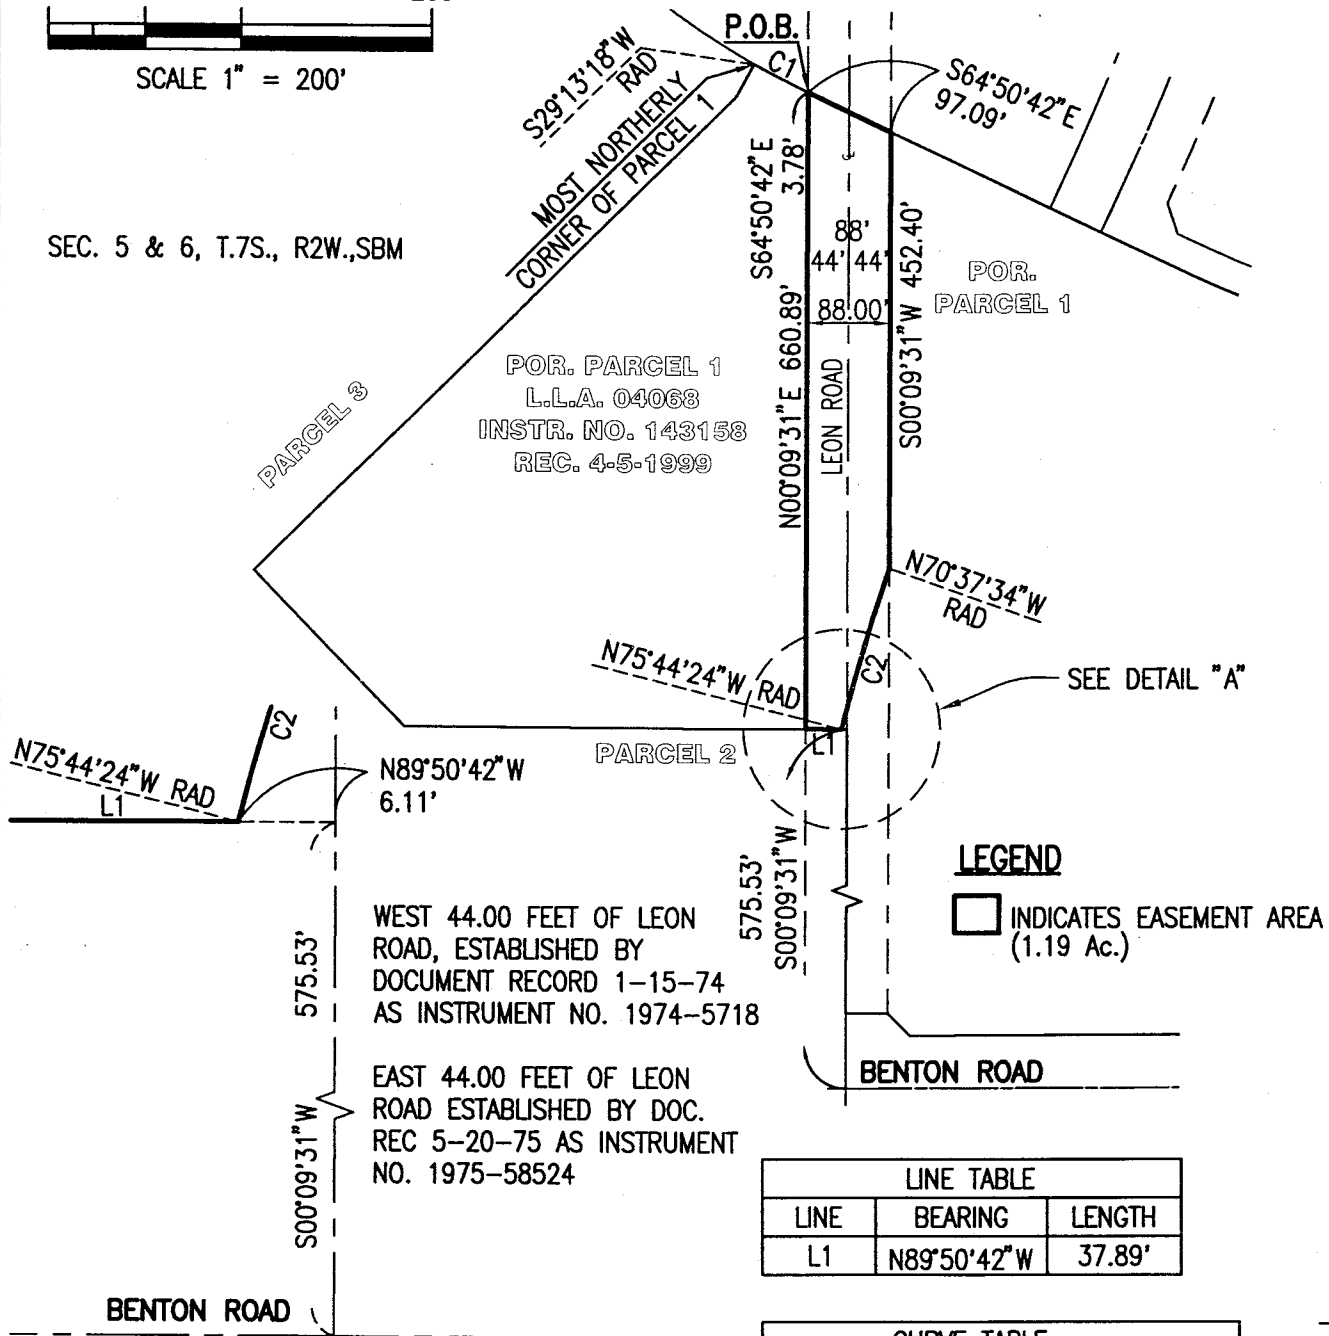 SCALE 1" = 200'
P.O.B.
C1
S29°13'18"W
RAD
S64°50'42"E
97.09'
MOST NORTHERLY
CORNER OF PARCEL 1
S64°50'42"E
3.78'
SEC. 5 & 6, T.7S., R2W.,SBM
88'
44' 44'
88.00'
N00°09'31"E 660.89'
LEON ROAD
S00°09'31"W 452.40'
POR.
PARCEL 1
POR. PARCEL 1
L.L.A. 04068
INSTR. NO. 143158
REC. 4-5-1999
PARCEL 3
N70°37'34"W
RAD
N75°44'24"W RAD
C2
SEE DETAIL "A"
L1
PARCEL 2
C2
N75°44'24"W RAD
L1
N89°50'42"W
6.11'
575.53'
S00°09'31"W
LEGEND
INDICATES EASEMENT AREA
(1.19 Ac.)
WEST 44.00 FEET OF LEON
ROAD, ESTABLISHED BY
DOCUMENT RECORD 1-15-74
AS INSTRUMENT NO. 1974-5718
575.53'
S00°09'31"W
EAST 44.00 FEET OF LEON
ROAD ESTABLISHED BY DOC.
REC 5-20-75 AS INSTRUMENT
NO. 1975-58524
BENTON ROAD
BENTON ROAD
LINE TABLE
LINE BEARING LENGTH
L1 N89°50'42"W 37.89'
CURVE TABLE